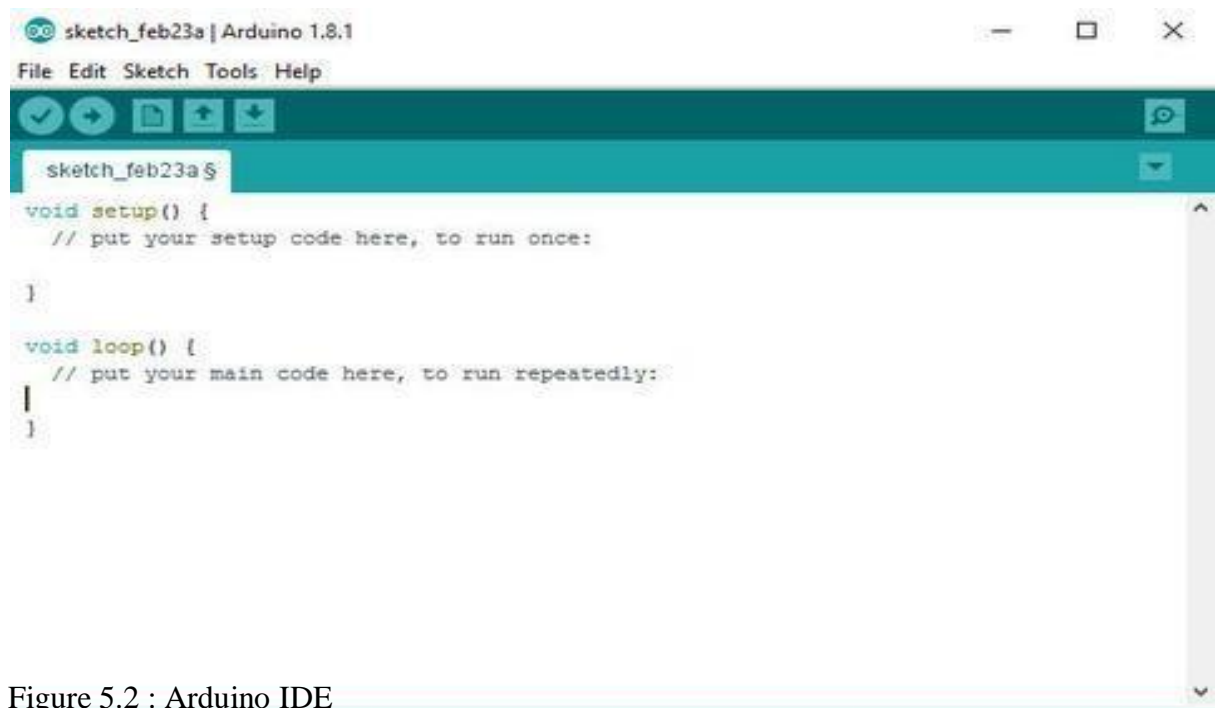 sketch_feb23a | Arduino 1.8.1
File Edit Sketch Tools Help
sketch_feb23a §
void setup() {
  // put your setup code here, to run once:
}
void loop() {
  // put your main code here, to run repeatedly:
}
Figure 5.2 : Arduino IDE